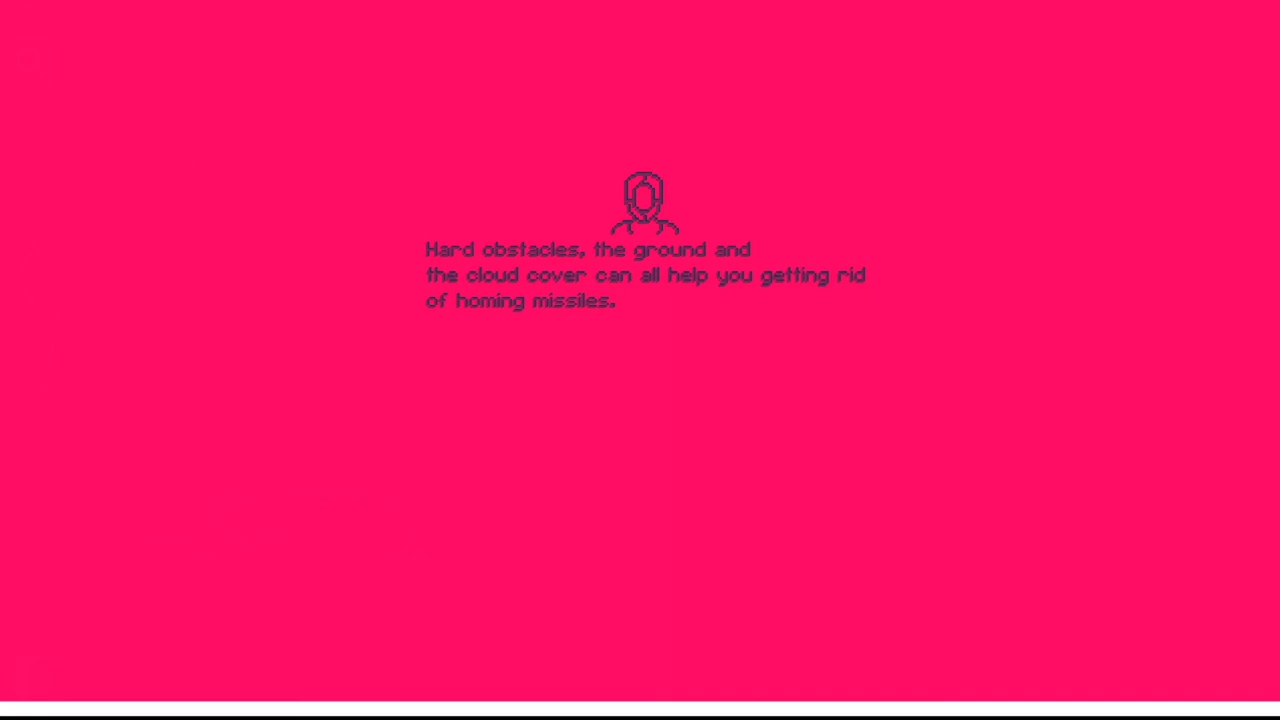 Hard obstacles, the ground and
the cloud cover can all help you getting rid
of homing missiles.